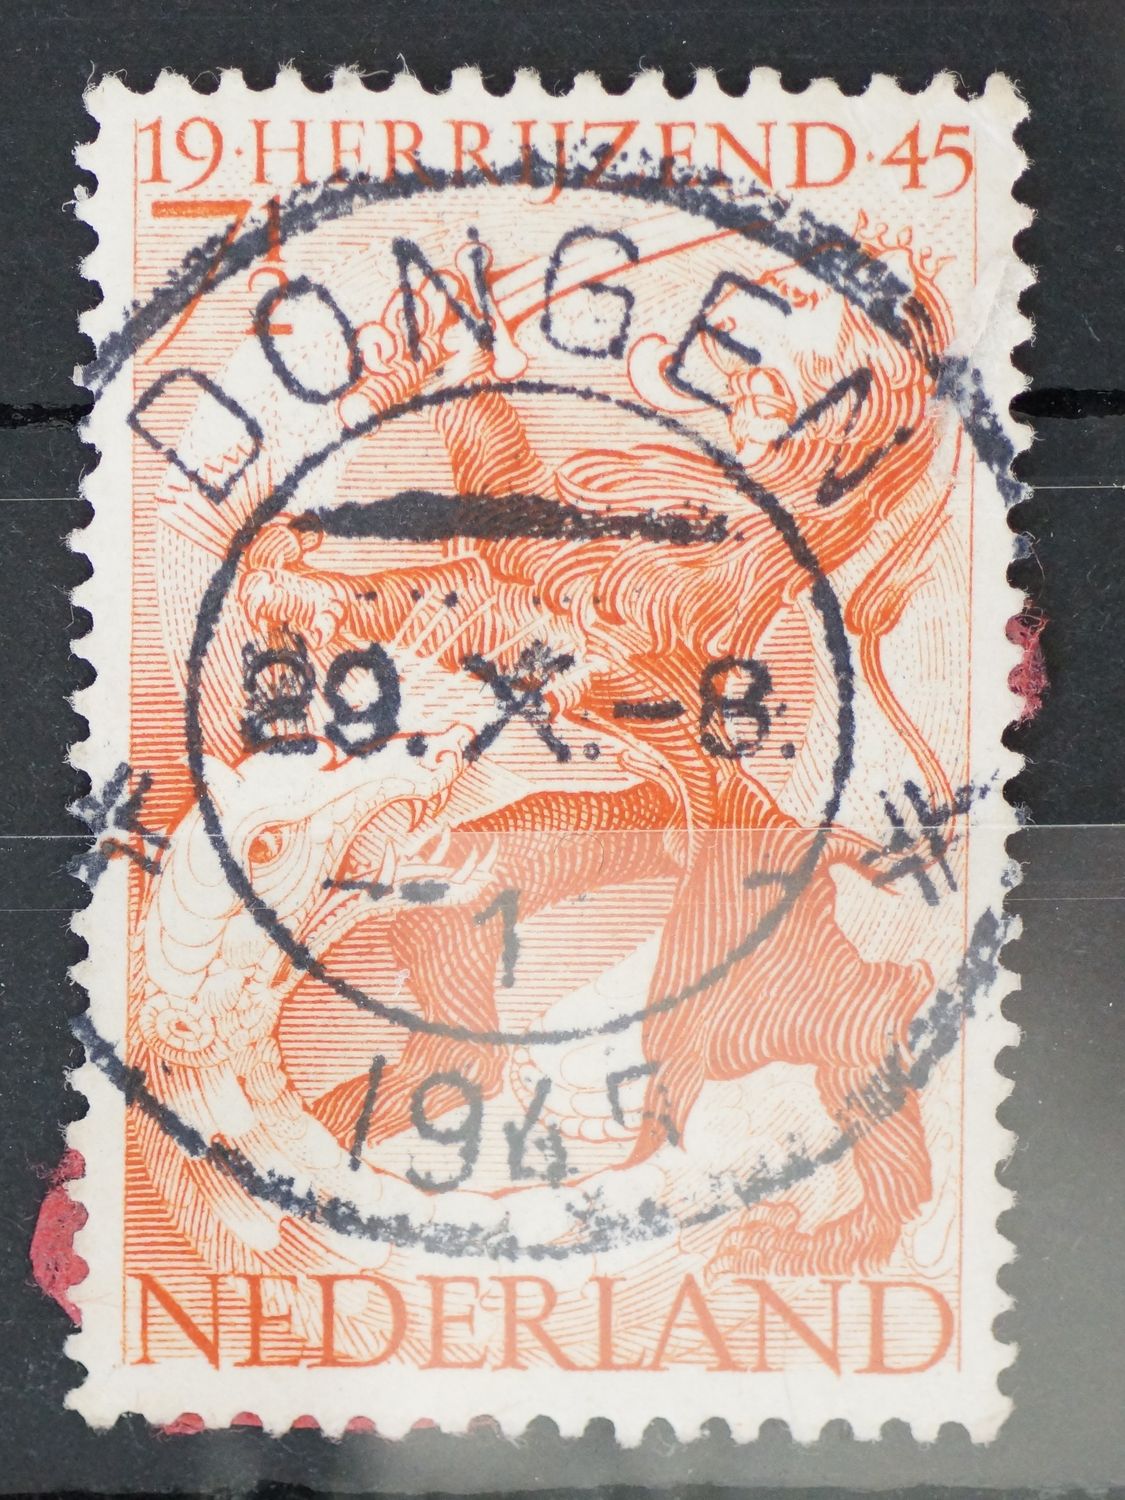 19·HERRIJZEND·45
7½
DONGEN
29.X.-8.
-1
NEDERLAND